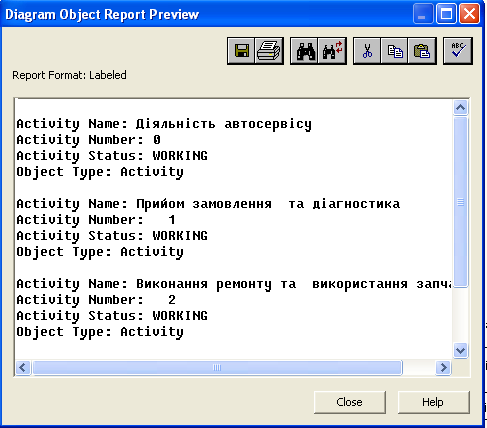 Diagram Object Report Preview
ABC
Report Format: Labeled
Activity Name: Діяльність автосервісу
Activity Number: 0
Activity Status: WORKING
Object Type: Activity
Activity Name: Прийом замовлення та діагностика
Activity Number: 1
Activity Status: WORKING
Object Type: Activity
Activity Name: Виконання ремонту та використання запча
Activity Number: 2
Activity Status: WORKING
Object Type: Activity
Close Help